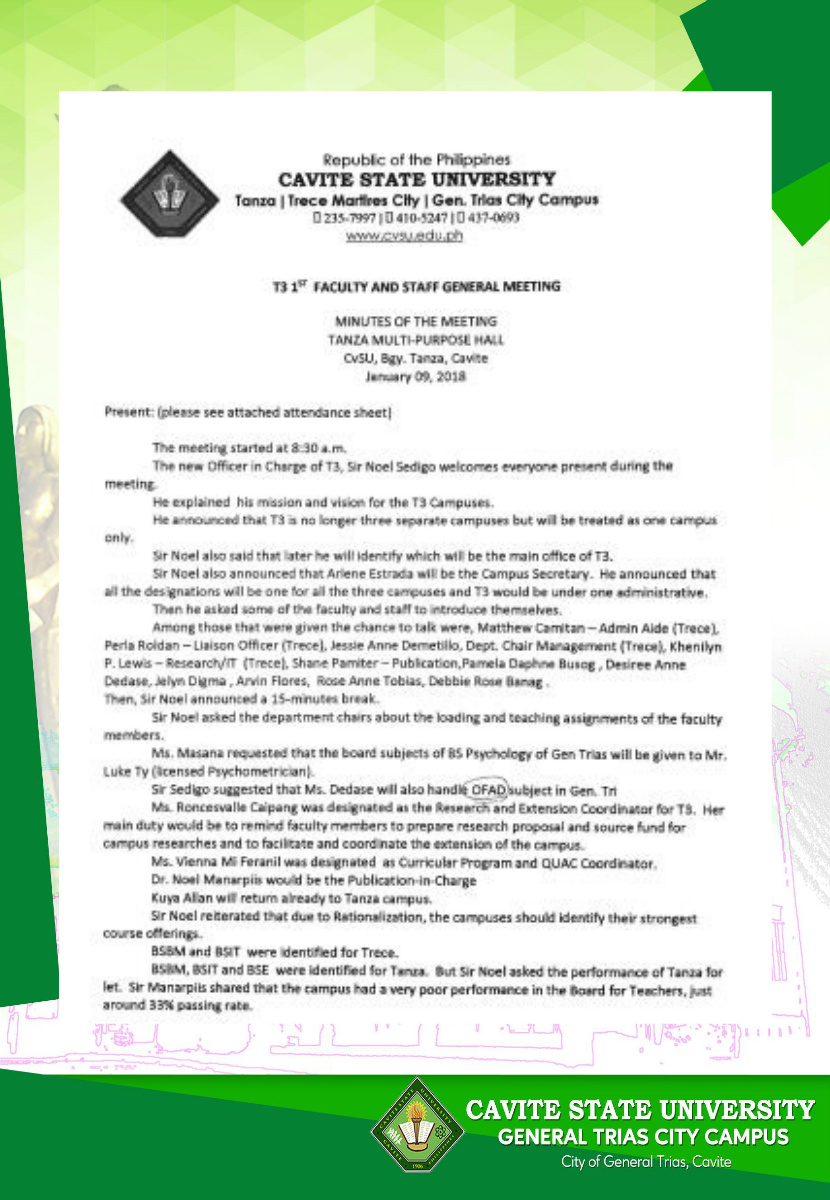 Republic of the Philippines
CAVITE STATE UNIVERSITY
Tanza | Trece Martires City | Gen. Trias City Campus
235-7997 | 410-5247 | 437-0693
www.cvsu.edu.ph
T3 1ST FACULTY AND STAFF GENERAL MEETING
MINUTES OF THE MEETING
TANZA MULTI-PURPOSE HALL
CvSU, Bgy. Tanza, Cavite
January 09, 2018
Present: (please see attached attendance sheet)
The meeting started at 8:30 a.m.
The new Officer in Charge of T3, Sir Noel Sedigo welcomes everyone present during the
meeting.
He explained his mission and vision for the T3 Campuses.
He announced that T3 is no longer three separate campuses but will be treated as one campus
only.
Sir Noel also said that later he will identify which will be the main office of T3.
Sir Noel also announced that Arlene Estrada will be the Campus Secretary. He announced that
all the designations will be one for all the three campuses and T3 would be under one administrative.
Then he asked some of the faculty and staff to introduce themselves.
Among those that were given the chance to talk were, Matthew Camitan – Admin Aide (Trece),
Perla Roldan – Liaison Officer (Trece), Jessie Anne Demetillo, Dept. Chair Management (Trece), Khenilyn
P. Lewis – Research/IT (Trece), Shane Pamiter – Publication,Pamela Daphne Busog , Desiree Anne
Dedase, Jelyn Digma , Arvin Flores, Rose Anne Tobias, Debbie Rose Banag .
Then, Sir Noel announced a 15-minutes break.
Sir Noel asked the department chairs about the loading and teaching assignments of the faculty
members.
Ms. Masana requested that the board subjects of BS Psychology of Gen Trias will be given to Mr.
Luke Ty (licensed Psychometrician).
Sir Sedigo suggested that Ms. Dedase will also handle OFAD subject in Gen. Tri
Ms. Roncesvalle Caipang was designated as the Research and Extension Coordinator for T3. Her
main duty would be to remind faculty members to prepare research proposal and source fund for
campus researches and to facilitate and coordinate the extension of the campus.
Ms. Vienna Mi Feranil was designated as Curricular Program and QUAC Coordinator.
Dr. Noel Manarpiis would be the Publication-in-Charge
Kuya Allan will return already to Tanza campus.
Sir Noel reiterated that due to Rationalization, the campuses should identify their strongest
course offerings.
BSBM and BSIT were identified for Trece.
BSBM, BSIT and BSE were identified for Tanza. But Sir Noel asked the performance of Tanza for
let. Sir Manarpiis shared that the campus had a very poor performance in the Board for Teachers, just
around 33% passing rate.
CAVITE STATE UNIVERSITY
GENERAL TRIAS CITY CAMPUS
City of General Trias, Cavite
1906